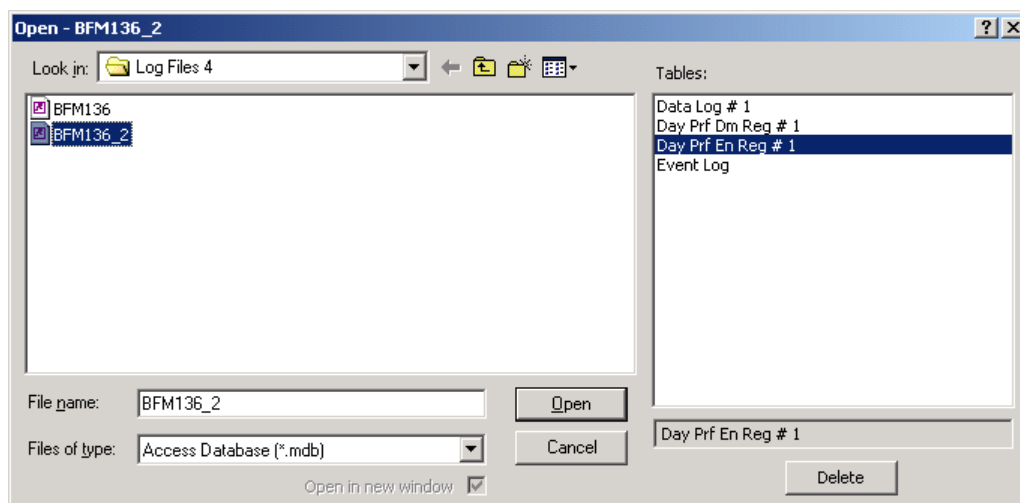 Open - BFM136_2
Look in: Log Files 4
Tables:
BFM136
BFM136_2
Data Log # 1
Day Prf Dm Reg # 1
Day Prf En Reg # 1
Event Log
File name: BFM136_2
Open
Files of type: Access Database (*.mdb)
Cancel
Day Prf En Reg # 1
Open in new window
Delete